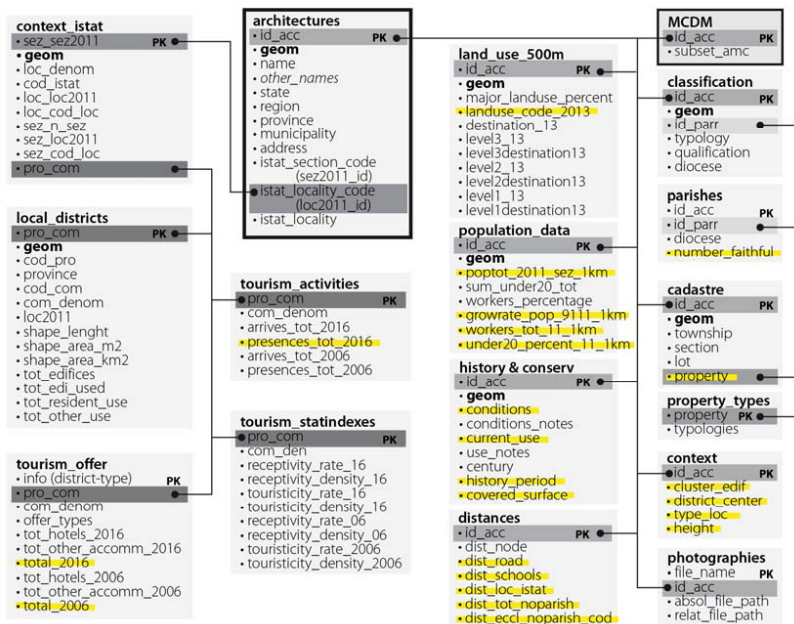 context_istat
• sez_sez2011 PK
• geom
• loc_denom
• cod_istat
• loc_loc2011
• loc_cod_loc
• sez_n_sez
• sez_loc2011
• sez_cod_loc
• pro_com
local_districts
• pro_com PK
• geom
• cod_pro
• province
• cod_com
• com_denom
• loc2011
• shape_lenght
• shape_area_m2
• shape_area_km2
• tot_edifices
• tot_edi_used
• tot_resident_use
• tot_other_use
tourism_offer
• info (district-type) PK
• pro_com
• com_denom
• offer_types
• tot_hotels_2016
• tot_other_accomm_2016
• total_2016
• tot_hotels_2006
• tot_other_accomm_2006
• total_2006
architectures
• id_acc PK
• geom
• name
• other_names
• state
• region
• province
• municipality
• address
• istat_section_code
(sez2011_id)
• istat_locality_code
(loc2011_id)
• istat_locality
tourism_activities
• pro_com PK
• com_denom
• arrives_tot_2016
• presences_tot_2016
• arrives_tot_2006
• presences_tot_2006
tourism_statindexes
• pro_com PK
• com_den
• receptivity_rate_16
• receptivity_density_16
• touristicity_rate_16
• touristicity_density_16
• receptivity_rate_06
• receptivity_density_06
• touristicity_rate_2006
• touristicity_density_2006
land_use_500m
• id_acc PK
• geom
• major_landuse_percent
• landuse_code_2013
• destination_13
• level3_13
• level3destination13
• level2_13
• level2destination13
• level1_13
• level1destination13
population_data
• id_acc PK
• geom
• poptot_2011_sez_1km
• sum_under20_tot
• workers_percentage
• growrate_pop_9111_1km
• workers_tot_11_1km
• under20_percent_11_1km
history & conserv
• id_acc PK
• geom
• conditions
• conditions_notes
• current_use
• use_notes
• century
• history_period
• covered_surface
distances
• id_acc PK
• dist_node
• dist_road
• dist_schools
• dist_loc_istat
• dist_tot_noparish
• dist_eccl_noparish_cod
MCDM
• id_acc PK
• subset_amc
classification
• id_acc PK
• geom
• id_parr
• typology
• qualification
• diocese
parishes
• id_acc PK
• id_parr
• diocese
• number_faithful
cadastre
• id_acc PK
• geom
• township
• section
• lot
• property
property_types
• property PK
• typologies
context
• id_acc PK
• cluster_edif
• district_center
• type_loc
• height
photographies
• file_name PK
• id_acc
• absol_file_path
• relat_file_path